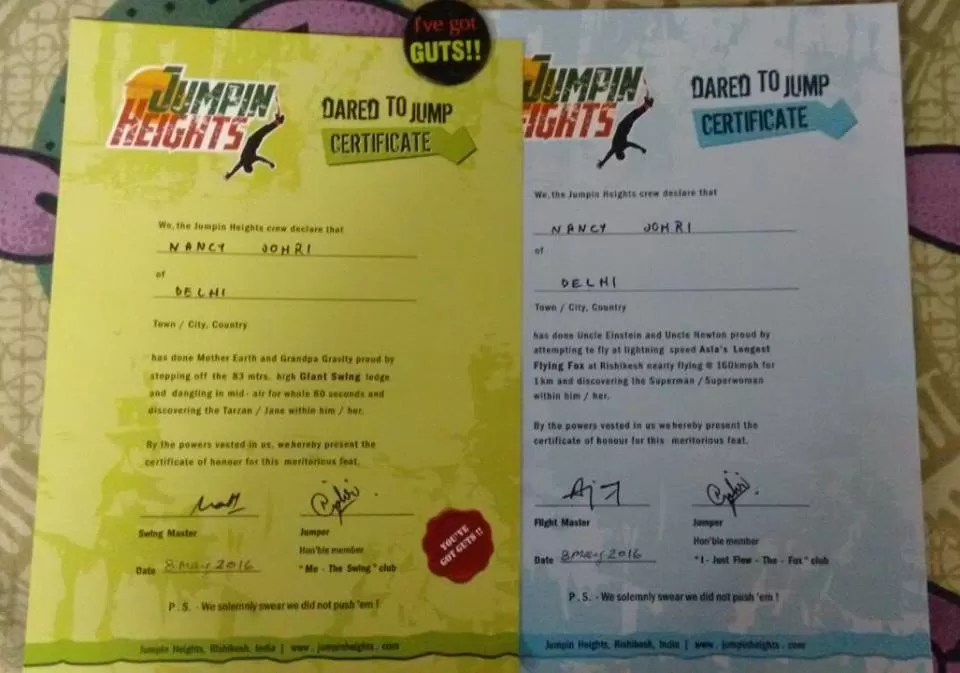 I've got
GUTS!!
JUMPIN
HEIGHTS
DARED TO JUMP
CERTIFICATE
We, the Jumpin Heights crew declare that
NANCY JOHRI
of
DELHI
Town / City, Country
has done Mother Earth and Grandpa Gravity proud by
stepping off the 83 mtrs. high Giant Swing ledge
and dangling in mid - air for whole 60 seconds and
discovering the Tarzan / Jane within him / her.
By the powers vested in us, we hereby present the
certificate of honour for this meritorious feat.
Swing Master
Jumper
Hon'ble member
Date 8 May 2016
" Me - The Swing " club
YOU'VE
GOT GUTS !!
P.S. - We solemnly swear we did not push 'em !
Jumpin Heights, Rishikesh, India | www . jumpinheights . com
JUMPIN
HEIGHTS
DARED TO JUMP
CERTIFICATE
We, the Jumpin Heights crew declare that
NANCY JOHRI
of
DELHI
Town / City, Country
has done Uncle Einstein and Uncle Newton proud by
attempting to fly at lightning speed Asia's Longest
Flying Fox at Rishikesh nearly flying @ 160kmph for
1km and discovering the Superman / Superwoman
within him / her.
By the powers vested in us we hereby present the
certificate of honour for this meritorious feat.
Flight Master
Jumper
Hon'ble member
Date 8 May 2016
" I - Just Flew - The - Fox " club
P.S. - We solemnly swear we did not push 'em !
Jumpin Heights, Rishikesh, India | www . jumpinheights . com